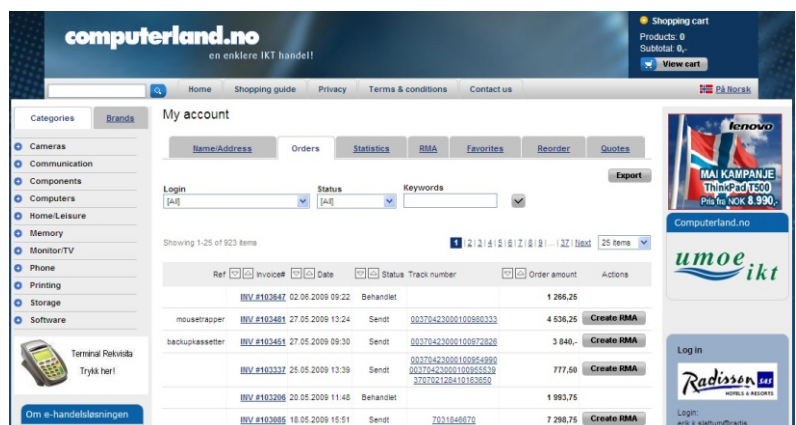 computerland.no
en enklere IKT handel!
Shopping cart
Products: 0
Subtotal: 0,-
View cart
Home Shopping guide Privacy Terms & conditions Contact us
På Norsk
Categories Brands
My account
Cameras
Communication
Components
Computers
Home/Leisure
Memory
Monitor/TV
Phone
Printing
Storage
Software
Terminal Rekvisita
Trykk her!
Om e-handelsløsningen
Name/Address Orders Statistics RMA Favorites Reorder Quotes
Export
Login Status Keywords
[All] [All]
Showing 1-25 of 923 items
1 | 2 | 3 | 4 | 5 | 6 | 7 | 8 | 9 | ... | 37 | Next 25 items
Ref Invoice# Date Status Track number Order amount Actions
INV #103647 02.06.2009 09:22 Behandlet 1 266,25
mousetrapper INV #103481 27.05.2009 13:24 Sendt 00370423000100980333 4 536,25 Create RMA
backupkassetter INV #103451 27.05.2009 09:30 Sendt 00370423000100972826 3 840,- Create RMA
00370423000100954990
INV #103337 25.05.2009 13:39 Sendt 00370423000100955539 777,50 Create RMA
370702128410163650
INV #103206 20.05.2009 11:48 Behandlet 1 993,75
INV #103085 18.05.2009 15:51 Sendt 7031846670 7 298,75 Create RMA
lenovo
MAI KAMPANJE
ThinkPad T500
Pris fra NOK 8.990,-
Computerland.no
umoe
ikt
Log in
Radisson SAS
HOTELS & RESORTS
Login: